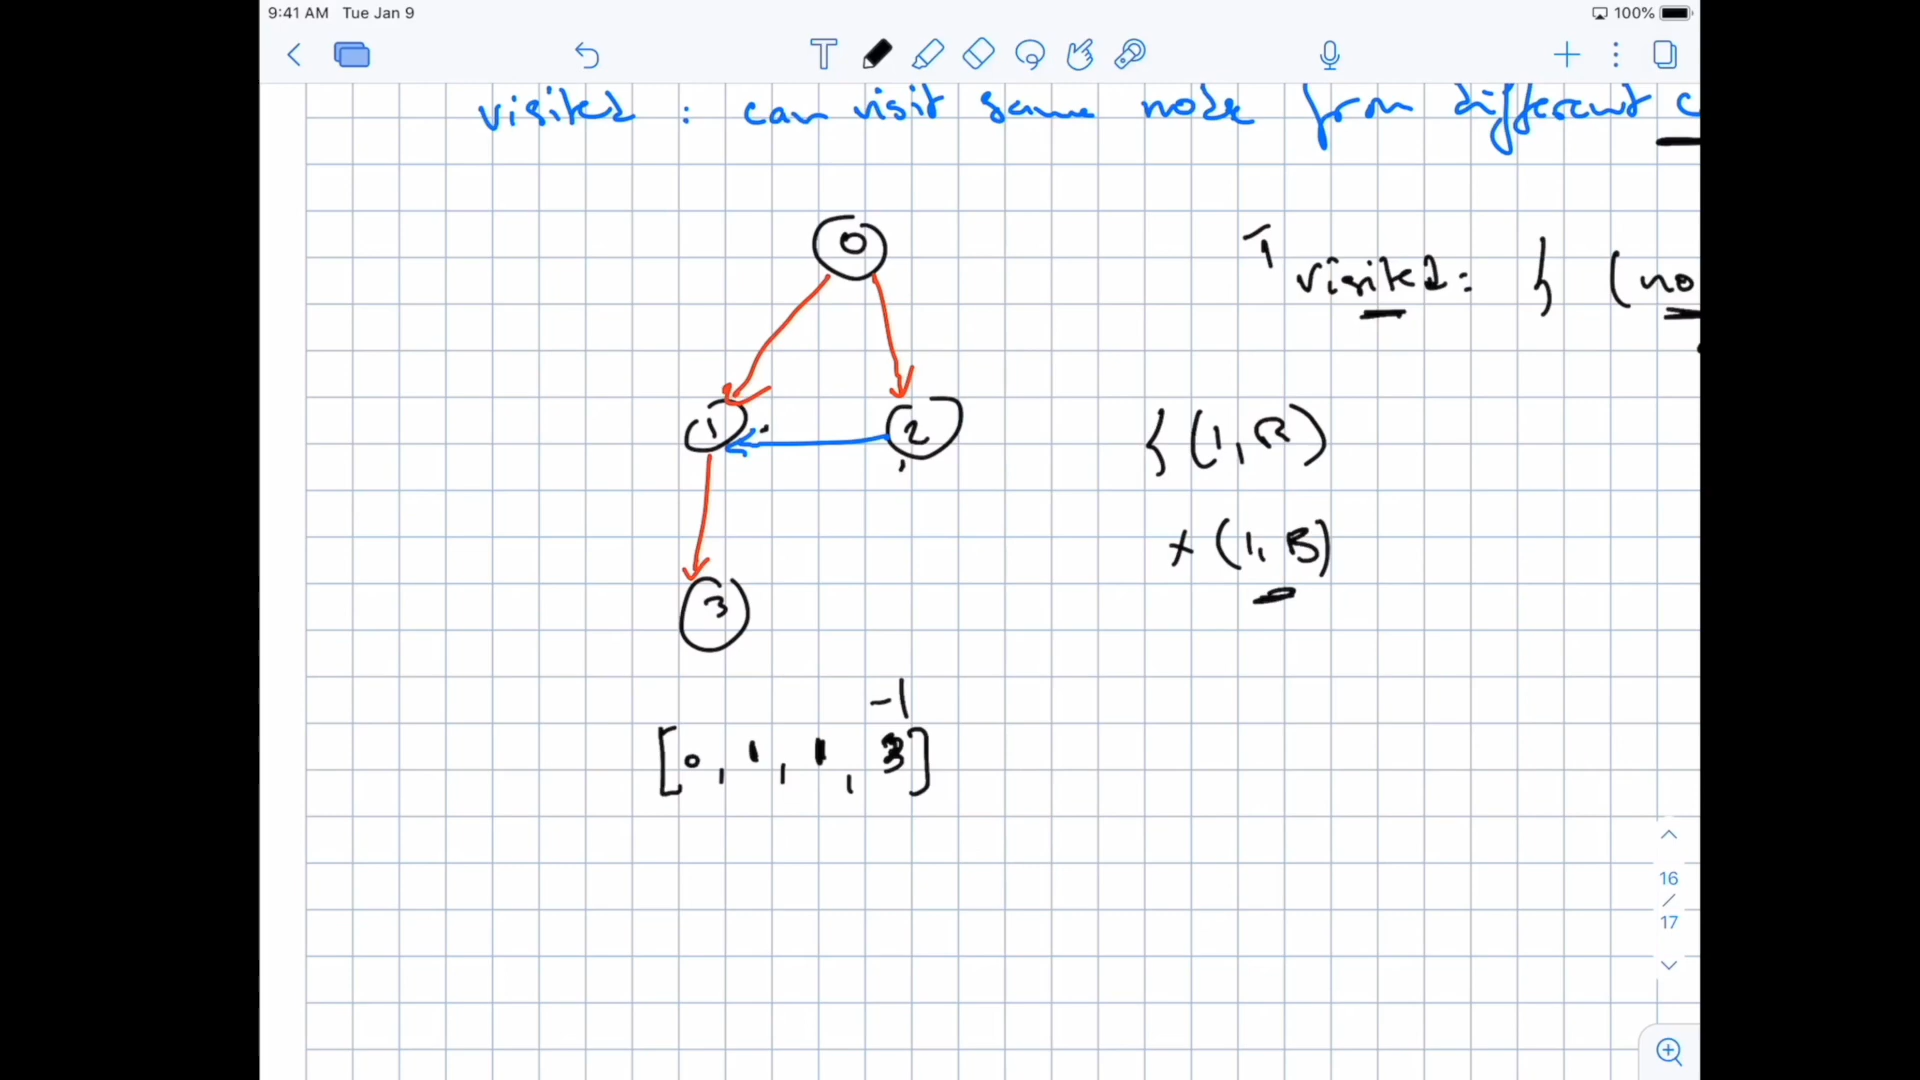 9:41 AM Tue Jan 9
100%
T
visited : can visit same node from different c
0
visited: { (no
1
2
{ (1, R)
+ (1, B)
3
-1
[0, 1, 1, 3]
16
/
17